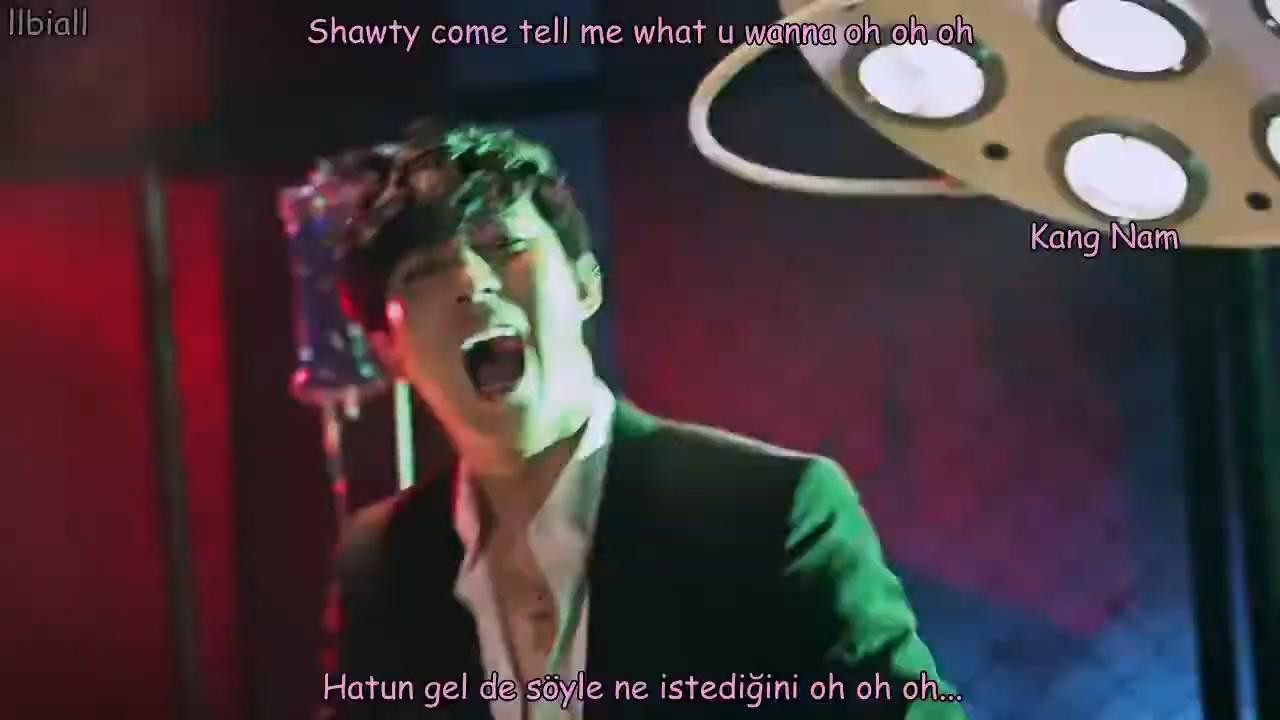 llbiall
Shawty come tell me what u wanna oh oh oh
Kang Nam
Hatun gel de söyle ne istediğini oh oh oh...